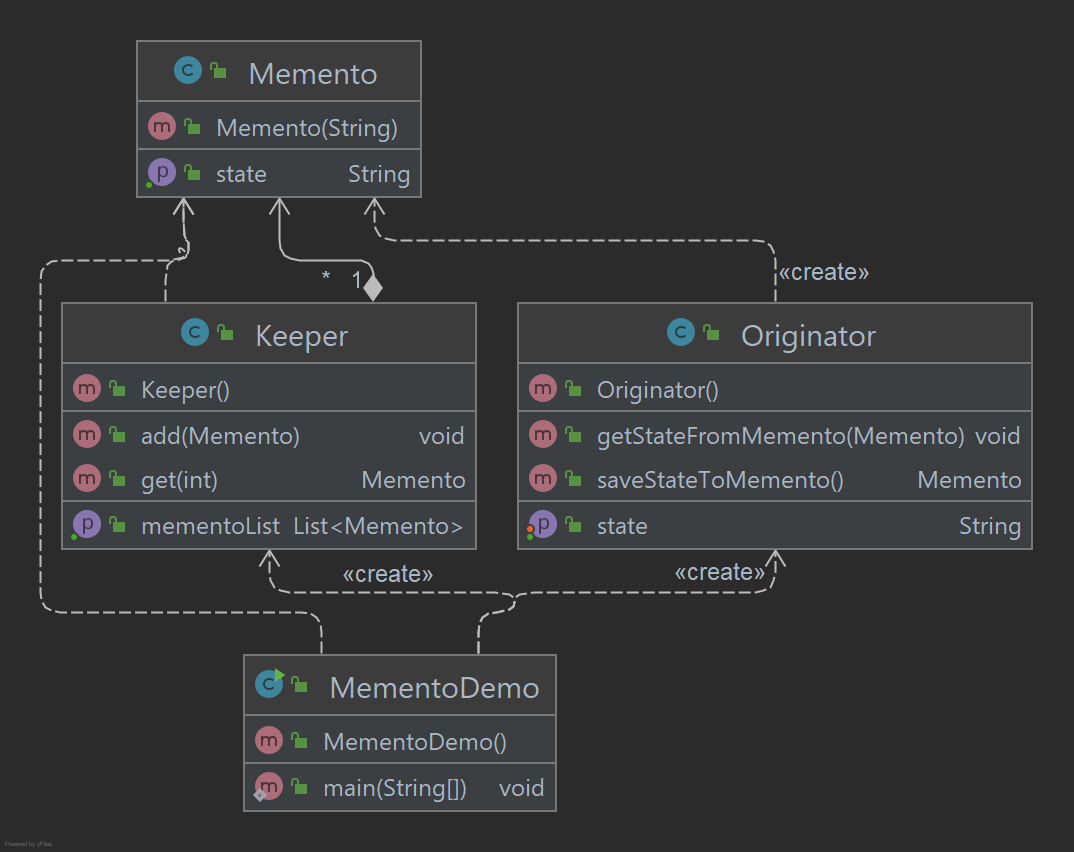 Memento
Memento(String)
state String
* 1
«create»
Keeper
Keeper()
add(Memento) void
get(int) Memento
mementoList List<Memento>
Originator
Originator()
getStateFromMemento(Memento) void
saveStateToMemento() Memento
state String
«create»
«create»
MementoDemo
MementoDemo()
main(String[]) void
Powered by yFiles